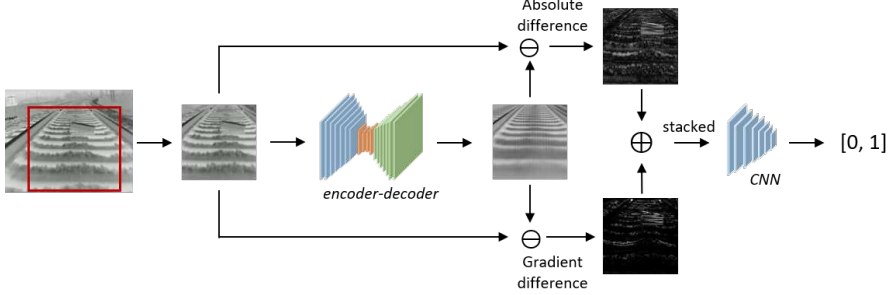 Absolute
difference
stacked
[0, 1]
encoder-decoder
CNN
Gradient
difference